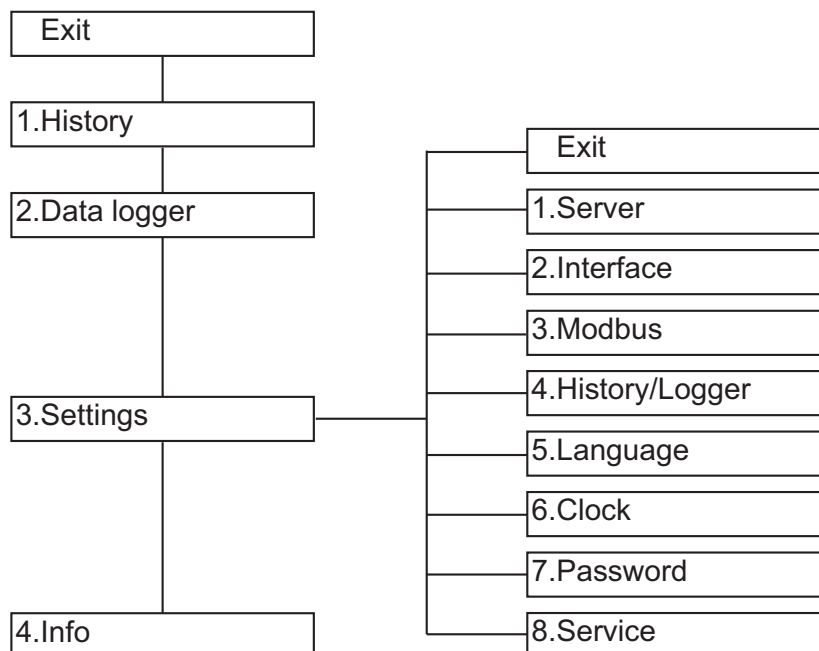 Exit
1.History
2.Data logger
3.Settings
4.Info
Exit
1.Server
2.Interface
3.Modbus
4.History/Logger
5.Language
6.Clock
7.Password
8.Service